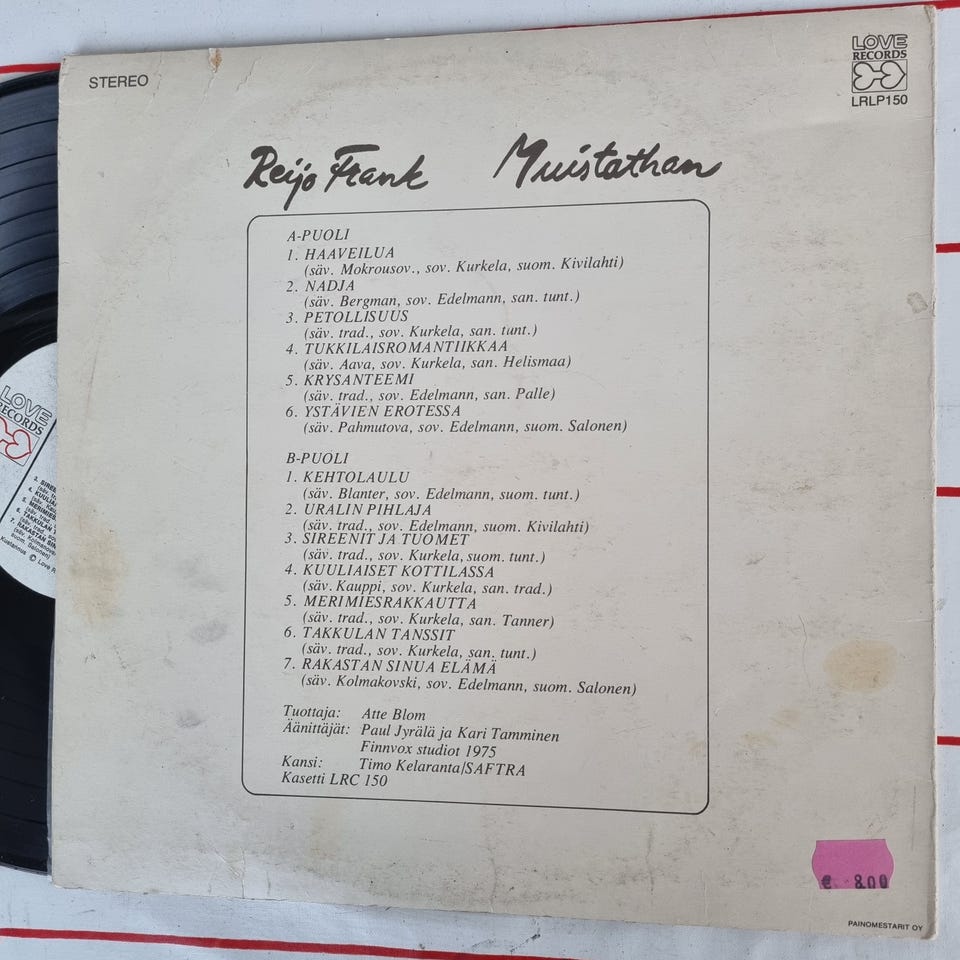 STEREO
LOVE
RECORDS
LRLP150
Reijo Frank Muistathan
A-PUOLI
1. HAAVEILUA
(säv. Mokrousov., sov. Kurkela, suom. Kivilahti)
2. NADJA
(säv. Bergman, sov. Edelmann, san. tunt.)
3. PETOLLISUUS
(säv. trad., sov. Kurkela, san. tunt.)
4. TUKKILAISROMANTIIKKAA
(säv. Aava, sov. Kurkela, san. Helismaa)
5. KRYSANTEEMI
(säv. trad., sov. Edelmann, san. Palle)
6. YSTÄVIEN EROTESSA
(säv. Pahmutova, sov. Edelmann, suom. Salonen)
B-PUOLI
1. KEHTOLAULU
(säv. Blanter, sov. Edelmann, suom. tunt.)
2. URALIN PIHLAJA
(säv. trad., sov. Edelmann, suom. Kivilahti)
3. SIREENIT JA TUOMET
(säv. trad., sov. Kurkela, suom. tunt.)
4. KUULIAISET KOTTILASSA
(säv. Kauppi, sov. Kurkela, san. trad.)
5. MERIMIESRAKKAUTTA
(säv. trad., sov. Kurkela, san. Tanner)
6. TAKKULAN TANSSIT
(säv. trad., sov. Kurkela, san. tunt.)
7. RAKASTAN SINUA ELÄMÄ
(säv. Kolmakovski, sov. Edelmann, suom. Salonen)
Tuottaja: Atte Blom
Äänittäjät: Paul Jyrälä ja Kari Tamminen
Finnvox studiot 1975
Kansi: Timo Kelaranta/SAFTRA
Kasetti LRC 150
€ 8.00
PAINOMESTARIT OY
LOVE
RECORDS